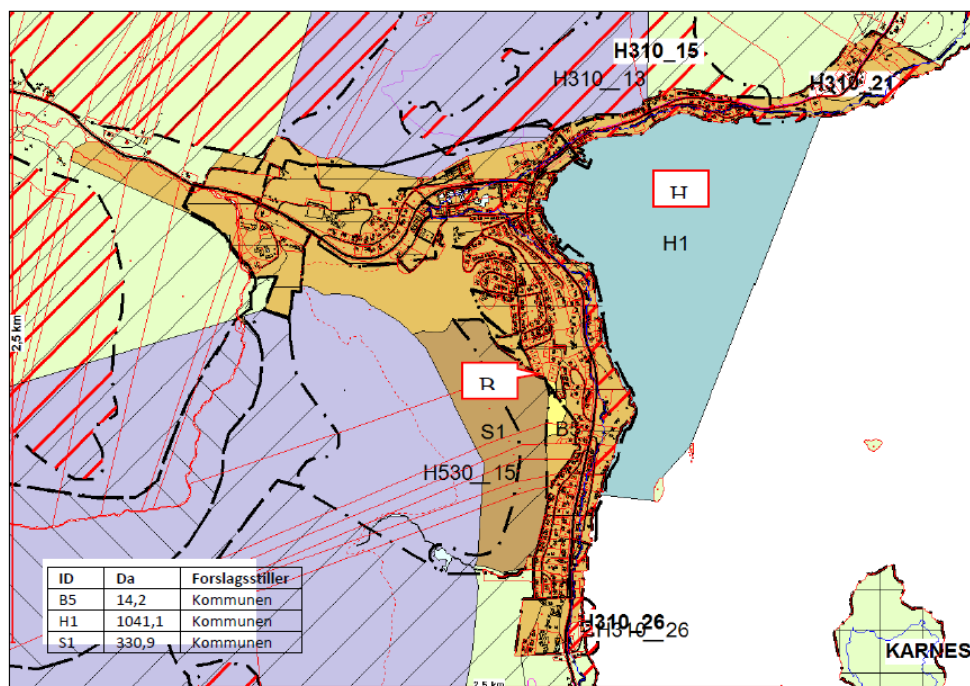 H310_15
H310_13
H310_21
H
H1
2,5 km
B
S1
B5
H530_15
ID Da Forslagsstiller
B5 14,2 Kommunen
H1 1041,1 Kommunen
S1 330,9 Kommunen
H310_26
H310_26
KARNES
2,5 km